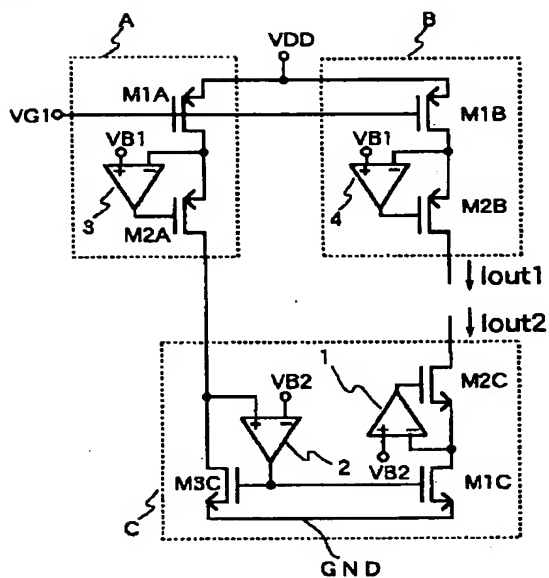 A
B
VDD
VG1
M1A
M1B
VB1
+ −
3
M2A
VB1
+ −
4
M2B
Iout1
Iout2
1
M2C
VB2
+ −
2
+ −
VB2
M3C
M1C
C
GND